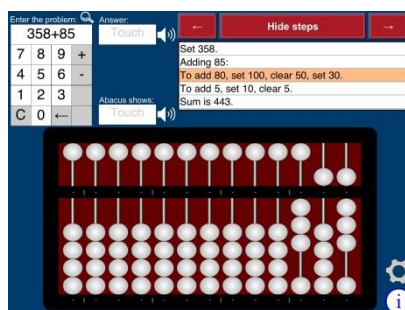 Enter the problem:
358+85
7 8 9 +
4 5 6 -
1 2 3
C 0 ←
Answer:
Touch
Abacus shows:
Touch
← Hide steps →
Set 358.
Adding 85:
To add 80, set 100, clear 50, set 30.
To add 5, set 10, clear 5.
Sum is 443.
i